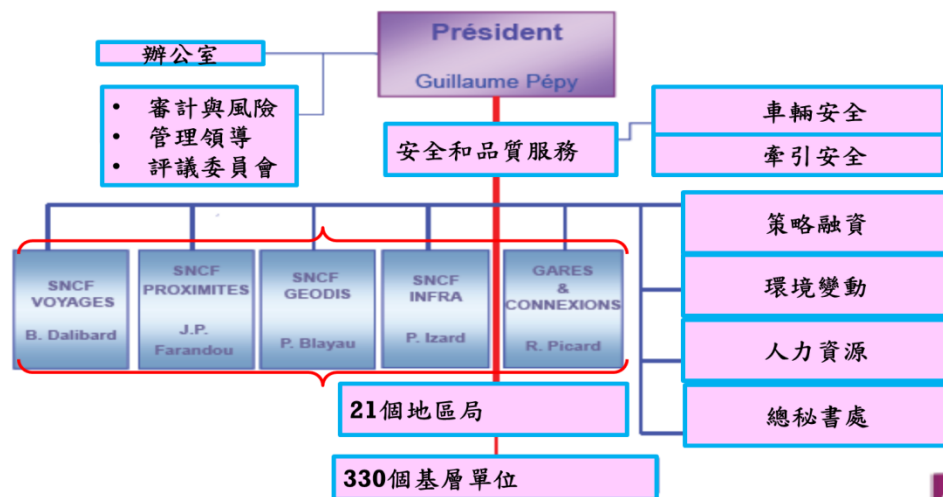 Président
Guillaume Pépy
辦公室
• 審計與風險
• 管理領導
• 評議委員會
安全和品質服務
車輛安全
牽引安全
策略融資
環境變動
人力資源
總秘書處
SNCF
VOYAGES
B. Dalibard
SNCF
PROXIMITES
J.P.
Farandou
SNCF
GEODIS
P. Blayau
SNCF
INFRA
P. Izard
GARES
&
CONNEXIONS
R. Picard
21個地區局
330個基層單位